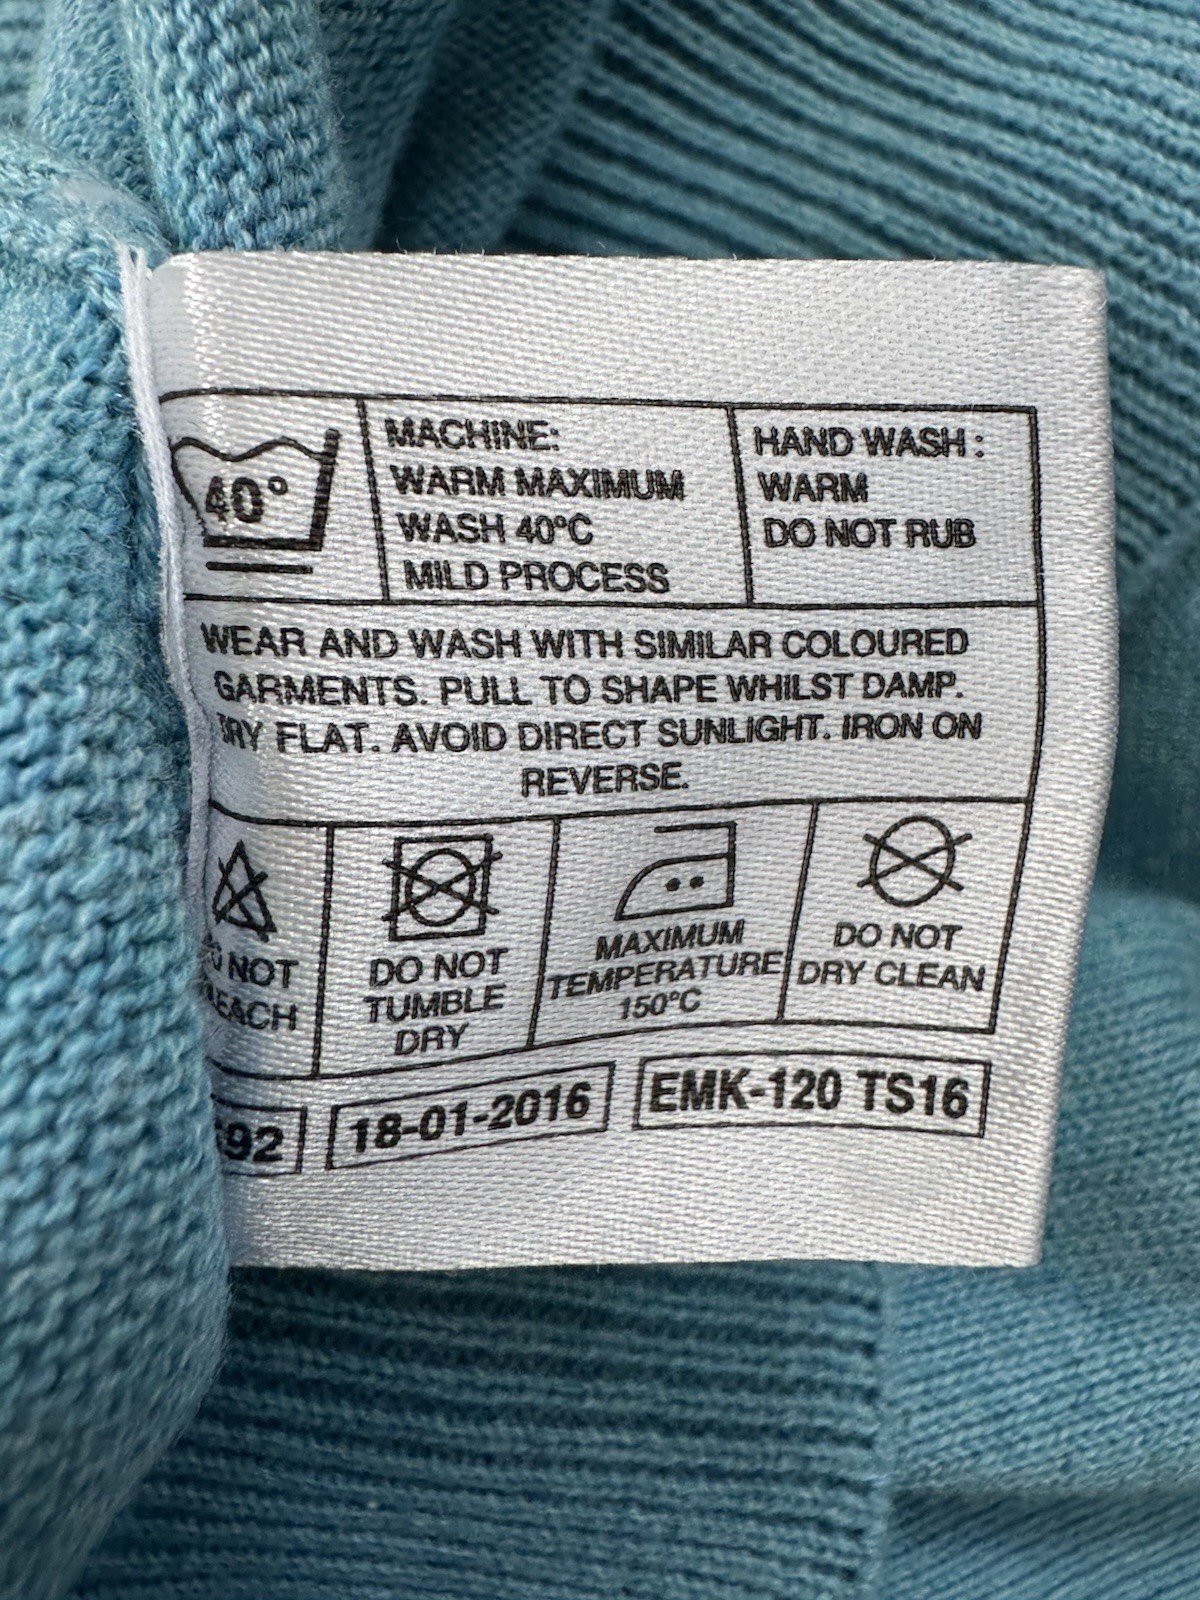 40°
MACHINE:
WARM MAXIMUM
WASH 40°C
MILD PROCESS
HAND WASH :
WARM
DO NOT RUB
WEAR AND WASH WITH SIMILAR COLOURED
GARMENTS. PULL TO SHAPE WHILST DAMP.
DRY FLAT. AVOID DIRECT SUNLIGHT. IRON ON
REVERSE.
NOT
DO NOT
TUMBLE
DRY
MAXIMUM
TEMPERATURE
150°C
DO NOT
DRY CLEAN
18-01-2016
EMK-120 TS16